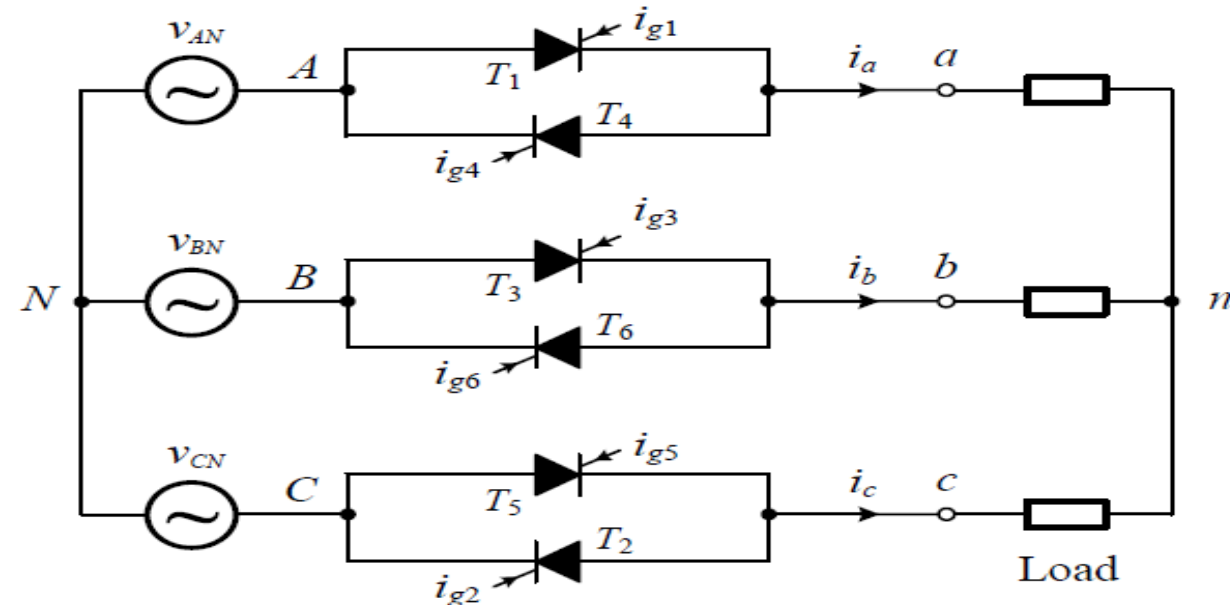 v_AN
A
i_g1
T_1
T_4
i_g4
i_a
a
v_BN
B
i_g3
T_3
T_6
i_g6
i_b
b
N
n
v_CN
C
i_g5
T_5
T_2
i_g2
i_c
c
Load